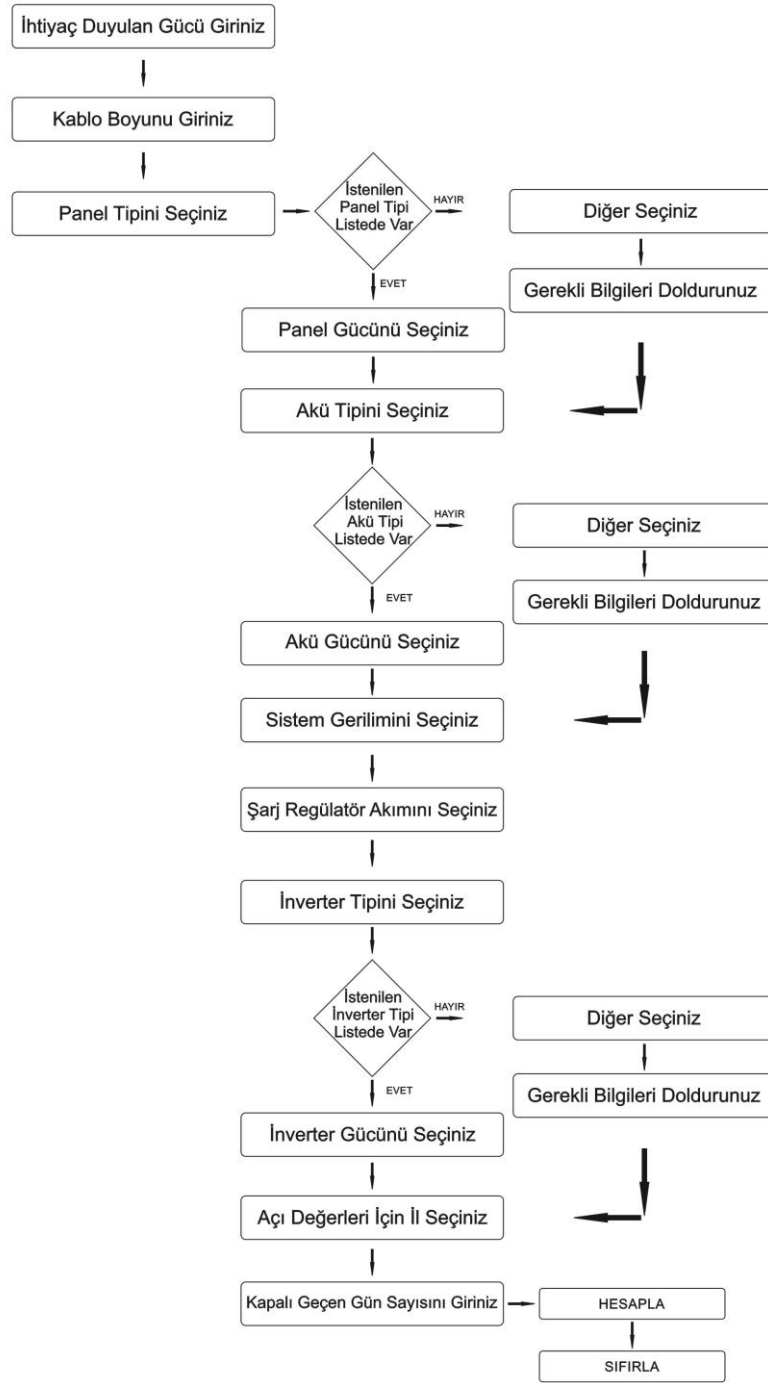 İhtiyaç Duyulan Gücü Giriniz
Kablo Boyunu Giriniz
Panel Tipini Seçiniz
İstenilen
Panel Tipi
Listede Var
HAYIR
Diğer Seçiniz
Gerekli Bilgileri Doldurunuz
EVET
Panel Gücünü Seçiniz
Akü Tipini Seçiniz
İstenilen
Akü Tipi
Listede Var
HAYIR
Diğer Seçiniz
Gerekli Bilgileri Doldurunuz
EVET
Akü Gücünü Seçiniz
Sistem Gerilimini Seçiniz
Şarj Regülatör Akımını Seçiniz
İnverter Tipini Seçiniz
İstenilen
İnverter Tipi
Listede Var
HAYIR
Diğer Seçiniz
Gerekli Bilgileri Doldurunuz
EVET
İnverter Gücünü Seçiniz
Açı Değerleri İçin İl Seçiniz
Kapalı Geçen Gün Sayısını Giriniz
HESAPLA
SIFIRLA